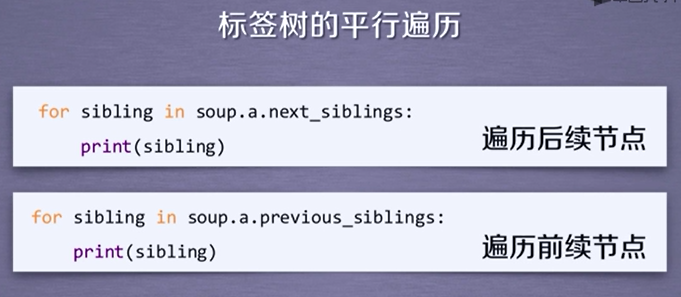 标签树的平行遍历
for sibling in soup.a.next_siblings:
print(sibling)
遍历后续节点
for sibling in soup.a.previous_siblings:
print(sibling)
遍历前续节点